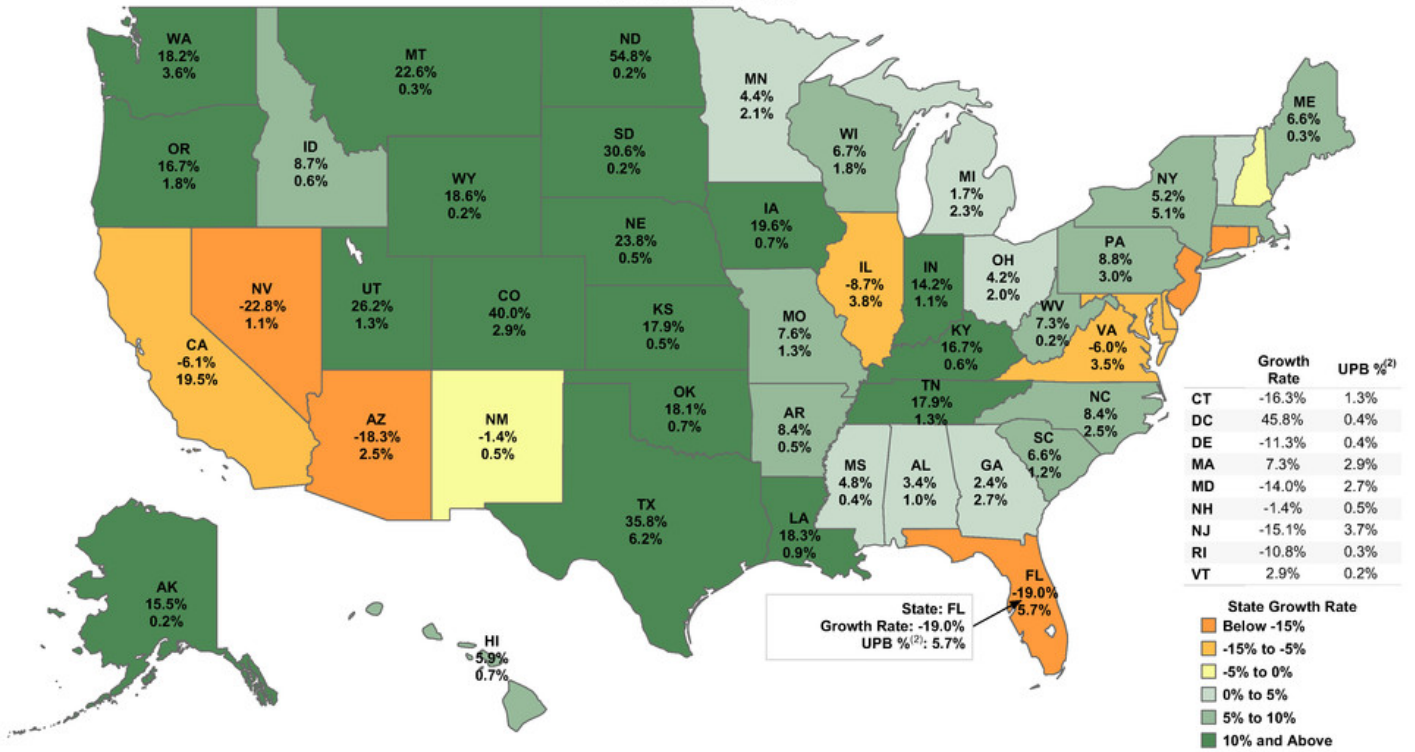 WA
18.2%
3.6%
MT
22.6%
0.3%
ND
54.8%
0.2%
MN
4.4%
2.1%
ME
6.6%
0.3%
OR
16.7%
1.8%
ID
8.7%
0.6%
SD
30.6%
0.2%
WI
6.7%
1.8%
MI
1.7%
2.3%
NY
5.2%
5.1%
WY
18.6%
0.2%
IA
19.6%
0.7%
NE
23.8%
0.5%
PA
8.8%
3.0%
NV
-22.8%
1.1%
UT
26.2%
1.3%
CO
40.0%
2.9%
KS
17.9%
0.5%
MO
7.6%
1.3%
IL
-8.7%
3.8%
IN
14.2%
1.1%
OH
4.2%
2.0%
WV
7.3%
0.2%
VA
-6.0%
3.5%
KY
16.7%
0.6%
CA
-6.1%
19.5%
AZ
-18.3%
2.5%
NM
-1.4%
0.5%
OK
18.1%
0.7%
AR
8.4%
0.5%
TN
17.9%
1.3%
NC
8.4%
2.5%
SC
6.6%
1.2%
MS
4.8%
0.4%
AL
3.4%
1.0%
GA
2.4%
2.7%
TX
35.8%
6.2%
LA
18.3%
0.9%
FL
-19.0%
5.7%
AK
15.5%
0.2%
HI
5.9%
0.7%
State: FL
Growth Rate: -19.0%
UPB %(2): 5.7%
Growth Rate UPB %(2)
CT -16.3% 1.3%
DC 45.8% 0.4%
DE -11.3% 0.4%
MA 7.3% 2.9%
MD -14.0% 2.7%
NH -1.4% 0.5%
NJ -15.1% 3.7%
RI -10.8% 0.3%
VT 2.9% 0.2%
State Growth Rate
Below -15%
-15% to -5%
-5% to 0%
0% to 5%
5% to 10%
10% and Above